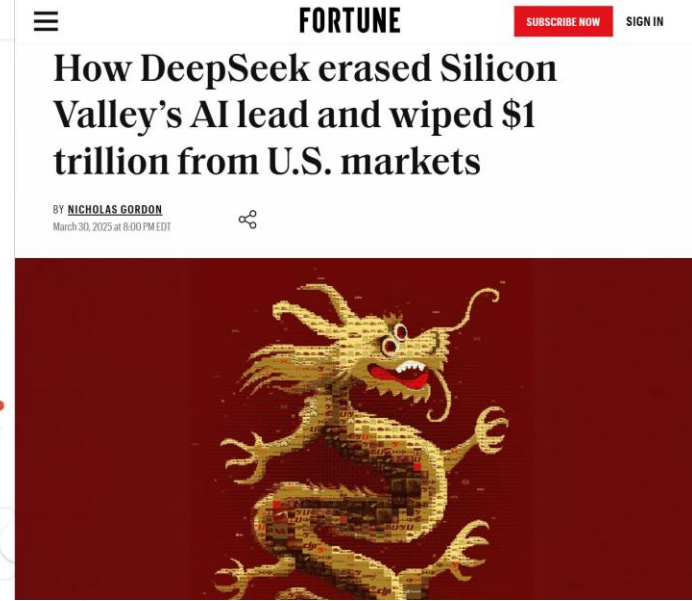 FORTUNE
SUBSCRIBE NOW
SIGN IN
How DeepSeek erased Silicon
Valley’s AI lead and wiped $1
trillion from U.S. markets
BY NICHOLAS GORDON
March 30, 2025 at 8:00 PM EDT